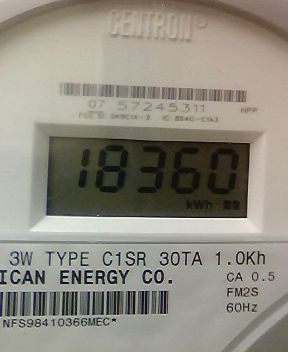 CENTRON®
07 57245311 HPP
18360
kWh
3W TYPE C1SR 30TA 1.0Kh
ICAN ENERGY CO. CA 0.5
FM2S
60Hz
NFS98410366MEC*